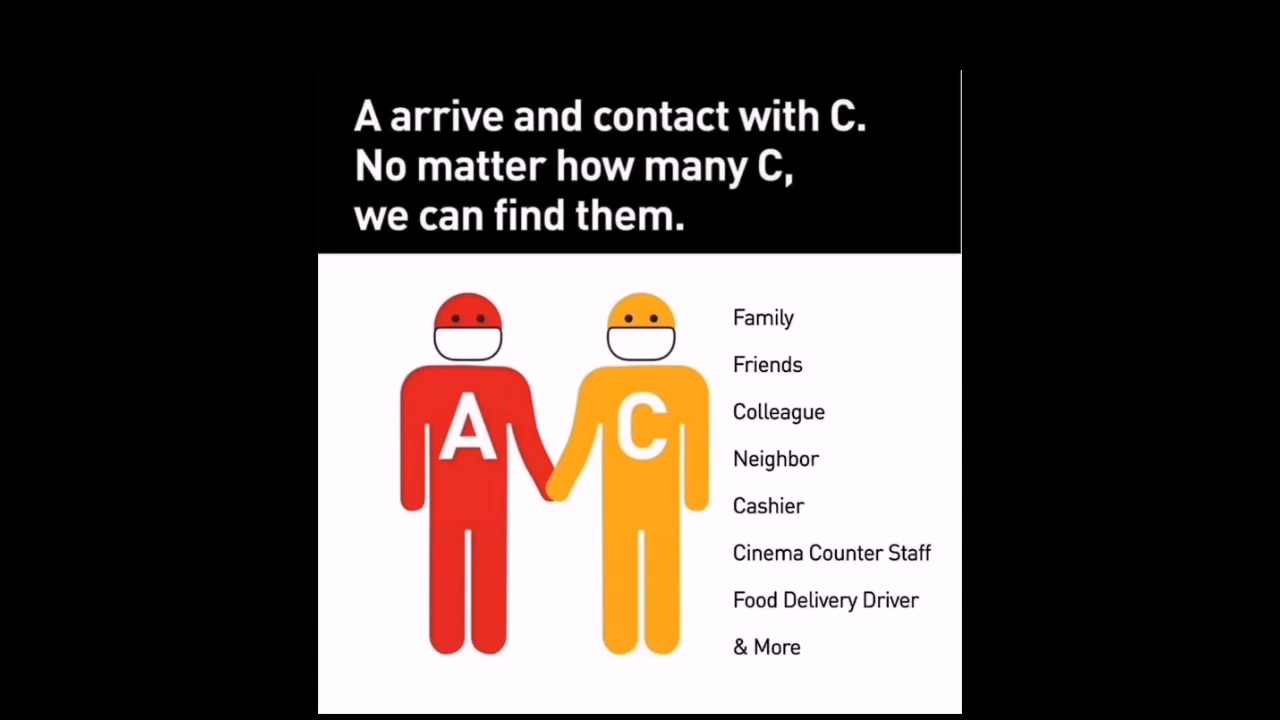 A arrive and contact with C.
No matter how many C,
we can find them.
A
C
Family
Friends
Colleague
Neighbor
Cashier
Cinema Counter Staff
Food Delivery Driver
& More